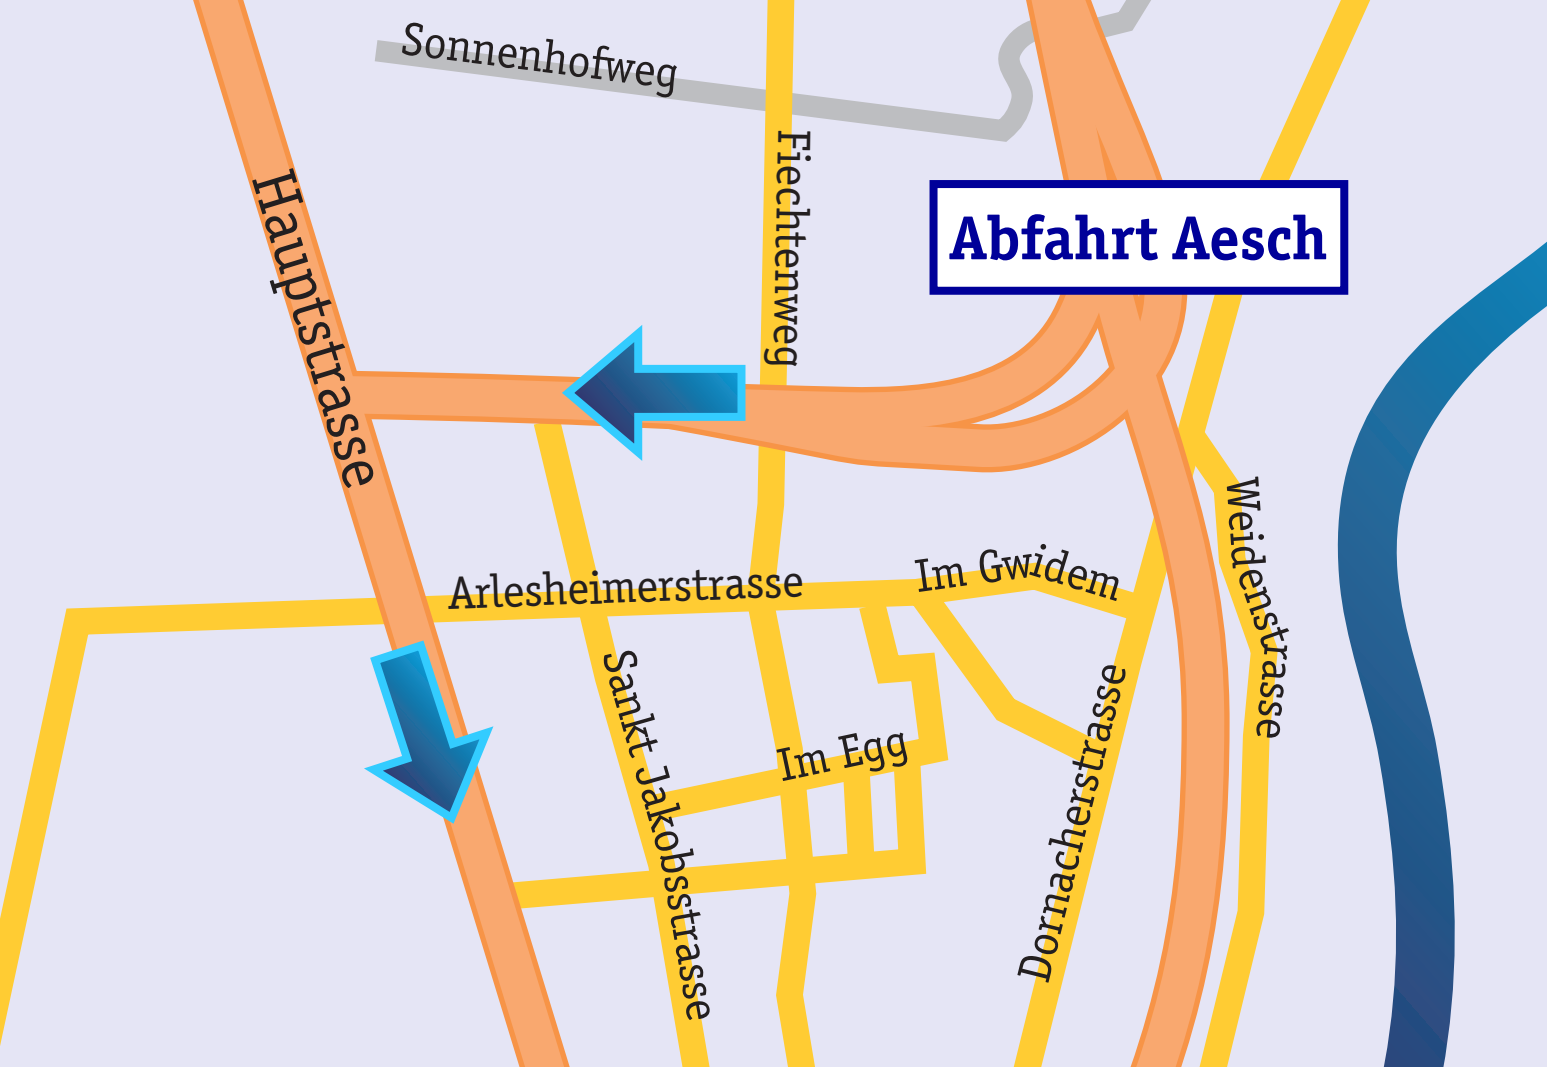 Sonnenhofweg
Fiechtenweg
Hauptstrasse
Abfahrt Aesch
Weidenstrasse
Im Gwidem
Arlesheimerstrasse
Sankt Jakobsstrasse
Im Egg
Dornacherstrasse